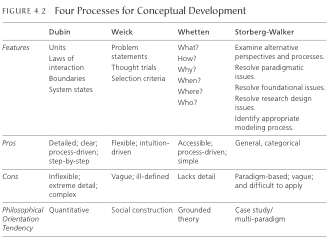 FIGURE 4.2 Four Processes for Conceptual Development
Dubin Weick Whetten Storberg-Walker
Features Units Problem What? Examine alternative
Laws of statements How? perspectives and processes.
interaction Thought trials Why? Resolve paradigmatic
Boundaries Selection criteria When? issues.
System states Where? Resolve foundational issues.
Who? Resolve research design
issues.
Identify appropriate
modeling process.
Pros Detailed; clear; Flexible; intuition- Accessible; General, categorical
process-driven; driven process-driven;
step-by-step simple
Cons Inflexible; Vague; ill-defined Lacks detail Paradigm-based; vague;
extreme detail; and difficult to apply
complex
Philosophical Quantitative Social construction Grounded Case study/
Orientation theory multi-paradigm
Tendency